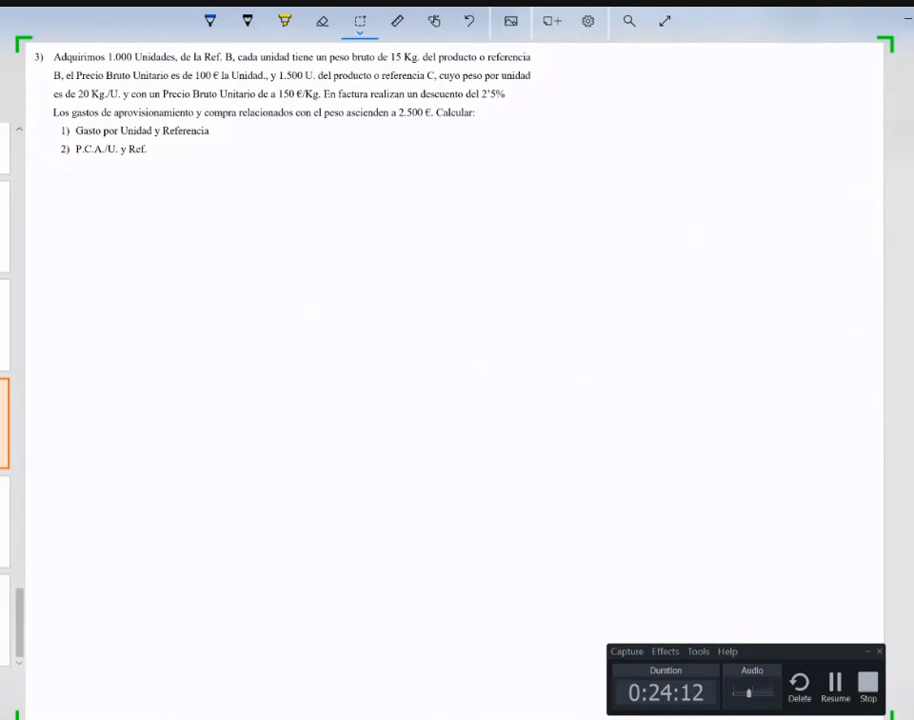 3) Adquirimos 1.000 Unidades, de la Ref. B, cada unidad tiene un peso bruto de 15 Kg. del producto o referencia
B, el Precio Bruto Unitario es de 100 € la Unidad., y 1.500 U. del producto o referencia C, cuyo peso por unidad
es de 20 Kg./U. y con un Precio Bruto Unitario de a 150 €/Kg. En factura realizan un descuento del 2'5%
Los gastos de aprovisionamiento y compra relacionados con el peso ascienden a 2.500 €. Calcular:
1) Gasto por Unidad y Referencia
2) P.C.A./U. y Ref.
Capture Effects Tools Help
Duration Audio
0:24:12
Delete Resume Stop